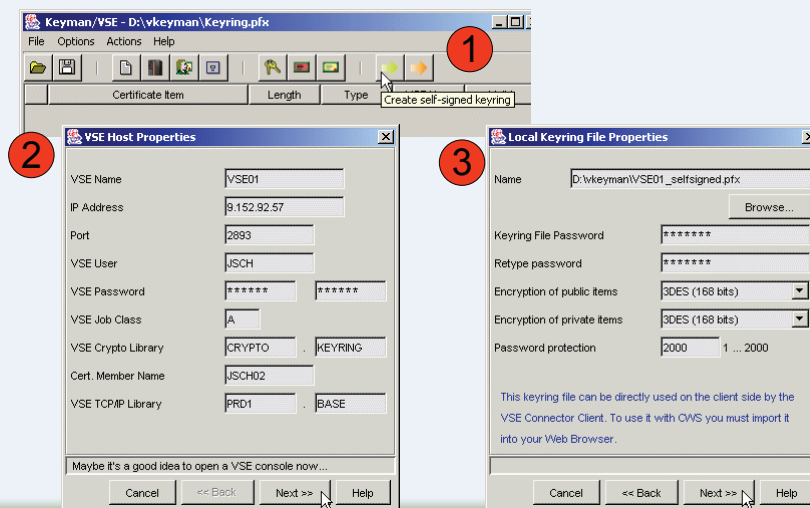 Keyman/VSE - D:\vkeyman\Keyring.pfx
File Options Actions Help
1
Certificate Item Length Type
Create self-signed keyring
2
VSE Host Properties
VSE Name VSE01
IP Address 9.152.92.57
Port 2893
VSE User JSCH
VSE Password ****** ******
VSE Job Class A
VSE Crypto Library CRYPTO . KEYRING
Cert. Member Name JSCH02
VSE TCP/IP Library PRD1 . BASE
Maybe it's a good idea to open a VSE console now...
Cancel << Back Next >> Help
3
Local Keyring File Properties
Name D:\vkeyman\VSE01_selfsigned.pfx
Browse...
Keyring File Password *******
Retype password *******
Encryption of public items 3DES (168 bits)
Encryption of private items 3DES (168 bits)
Password protection 2000 1 ... 2000
This keyring file can be directly used on the client side by the
VSE Connector Client. To use it with CWS you must import it
into your Web Browser.
Cancel << Back Next >> Help